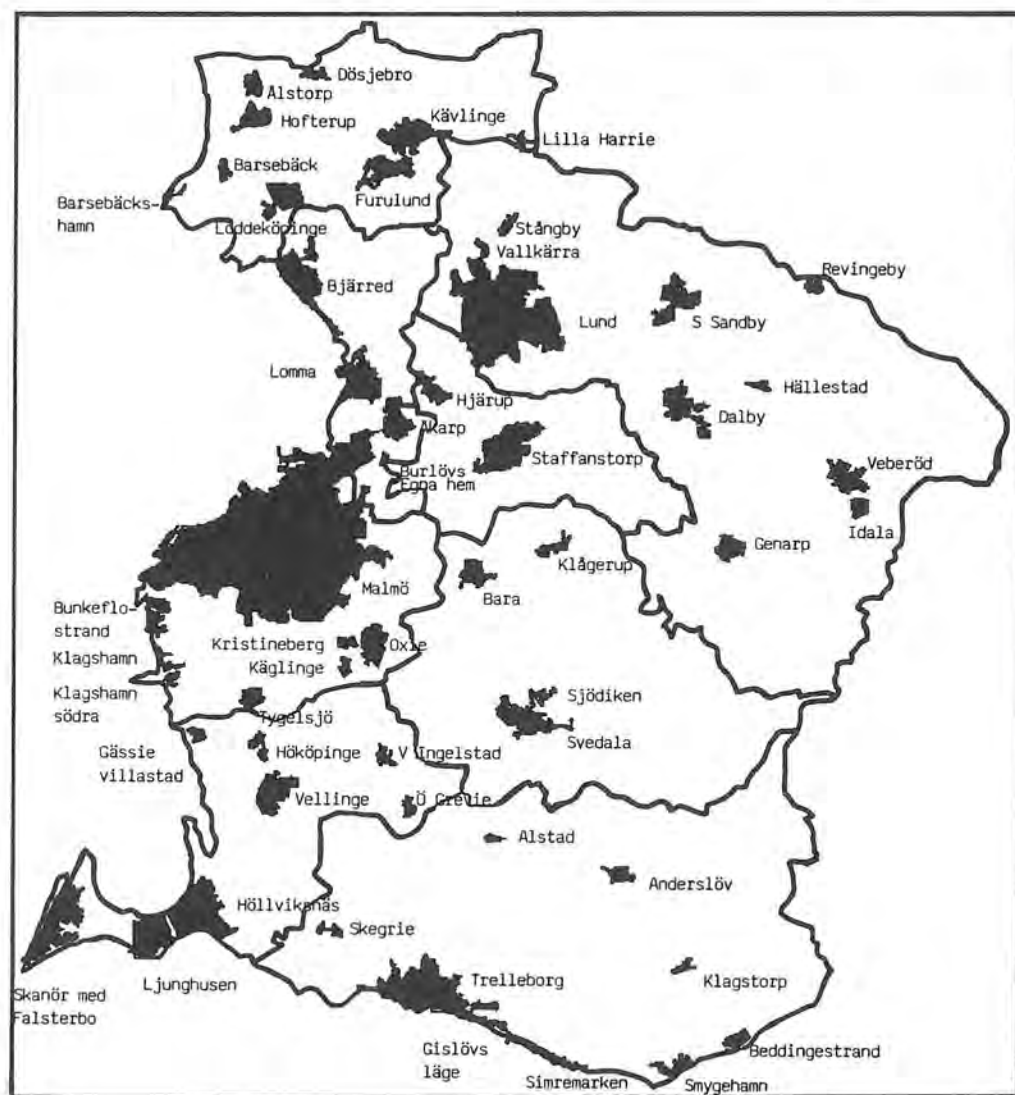 Dösjebro
Alstorp
Hofterup
Kävlinge
Lilla Harrie
Barsebäck
Furulund
Barsebäcks-
hamn
Löddeköpinge
Stångby
Vallkärra
Revingeby
Bjärred
Lund
S Sandby
Lomma
Hjärup
Hällestad
Dalby
Åkarp
Staffanstorp
Burlövs
Egna hem
Veberöd
Idala
Genarp
Klågerup
Bara
Malmö
Bunkeflo-
strand
Kristineberg
Oxie
Klagshamn
Käglinge
Klagshamn
södra
Sjödiken
Tygelsjö
Svedala
Gässie
villastad
Hököpinge
V Ingelstad
Vellinge
Ö Grevie
Alstad
Anderslöv
Höllviksnäs
Skegrie
Ljunghusen
Trelleborg
Klagstorp
Skanör med
Falsterbo
Gislövs
läge
Beddingestrand
Simremarken
Smygehamn